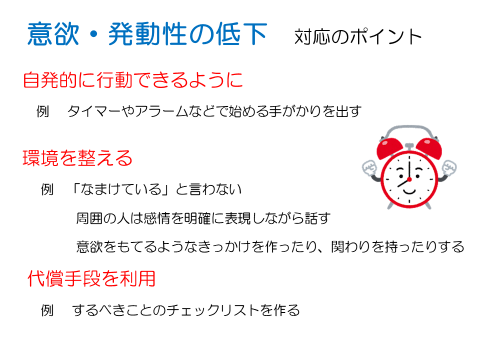 意欲・発動性の低下 対応のポイント
自発的に行動できるように
例 タイマーやアラームなどで始める手がかりを出す
環境を整える
例 「なまけている」と言わない
周囲の人は感情を明確に表現しながら話す
意欲をもてるようなきっかけを作ったり、関わりを持ったりする
代償手段を利用
例 するべきことのチェックリストを作る